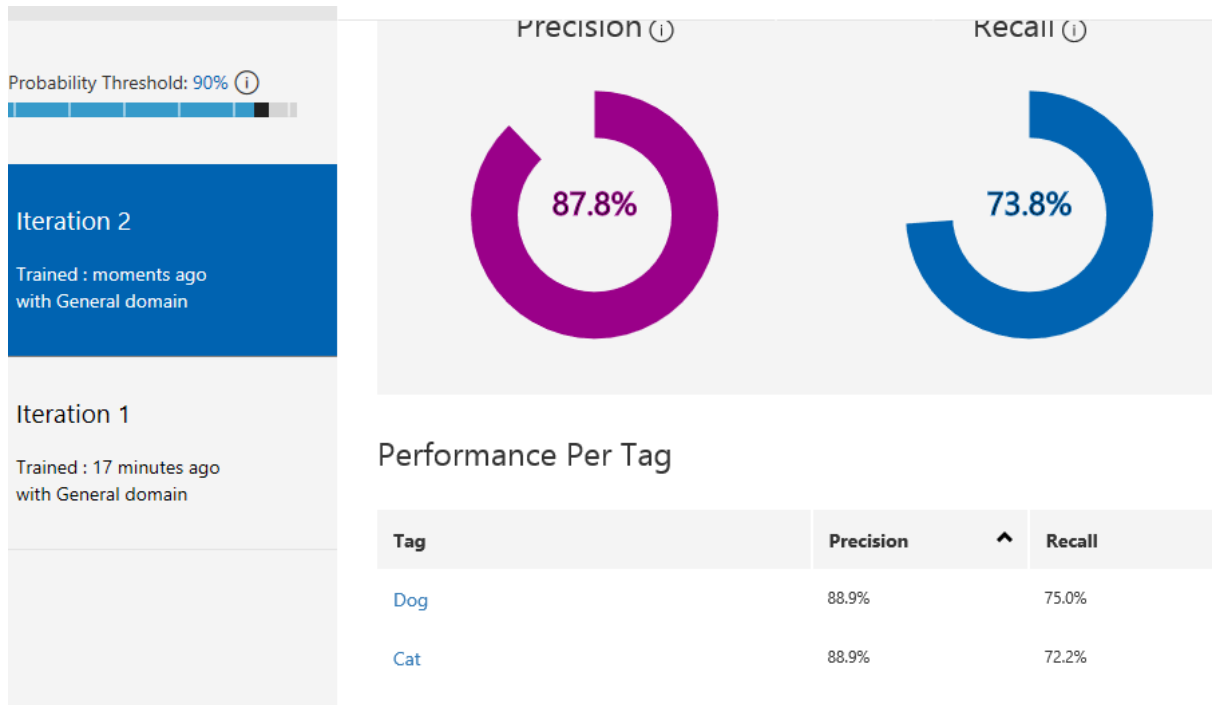 Precision
Recall
Probability Threshold: 90%
87.8%
73.8%
Iteration 2
Trained : moments ago
with General domain
Iteration 1
Trained : 17 minutes ago
with General domain
Performance Per Tag
Tag Precision Recall
Dog 88.9% 75.0%
Cat 88.9% 72.2%